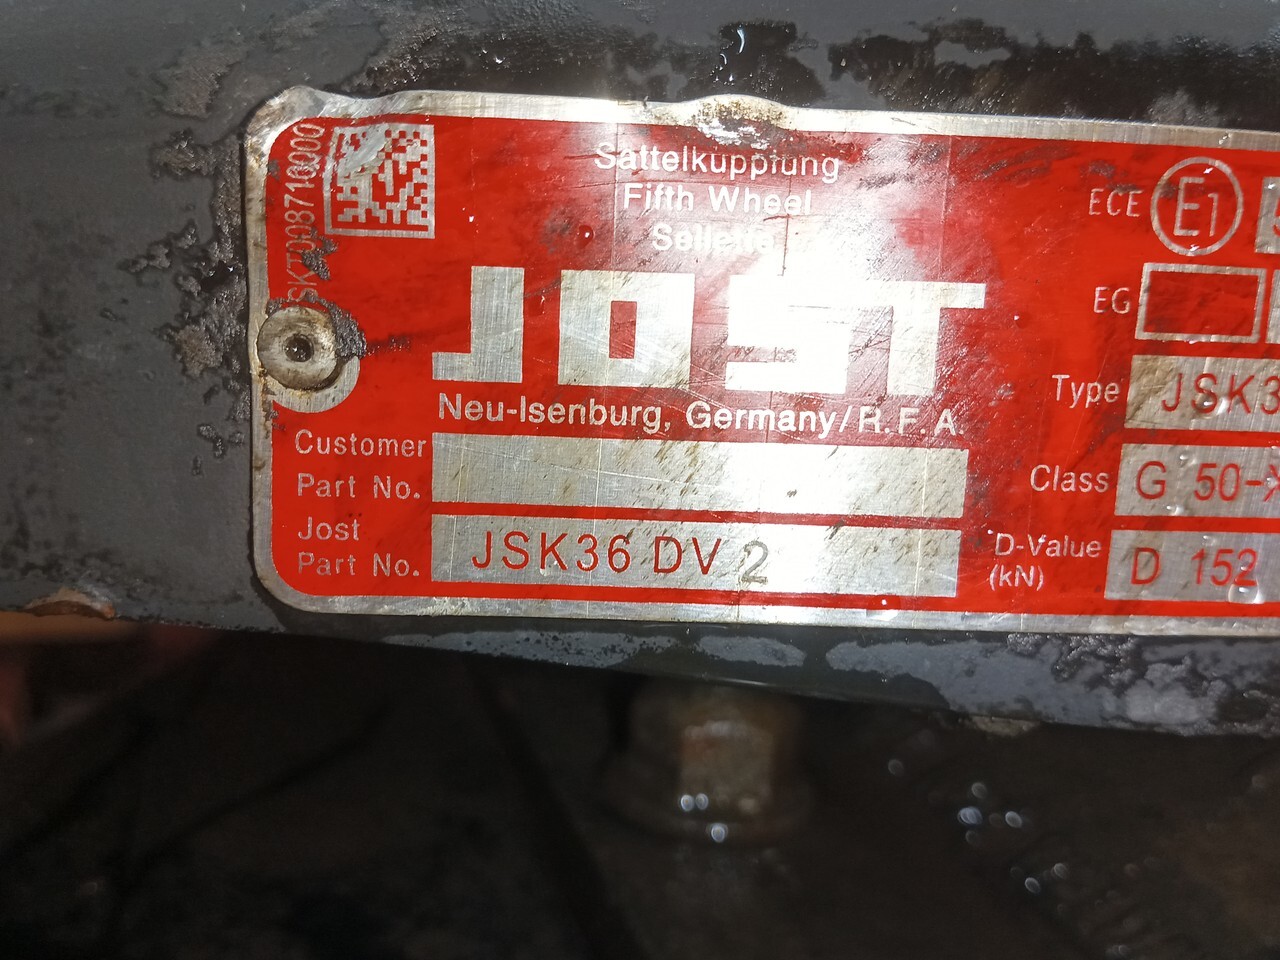 SKT008710000
Sattelkupplung
Fifth Wheel
Sellette
JOST
Neu-Isenburg, Germany/R.F.A.
Customer
Part No.
Jost
Part No.
JSK36 DV 2
ECE E1
EG
Type JSK3
Class G 50-X
D-Value
(kN)
D 152